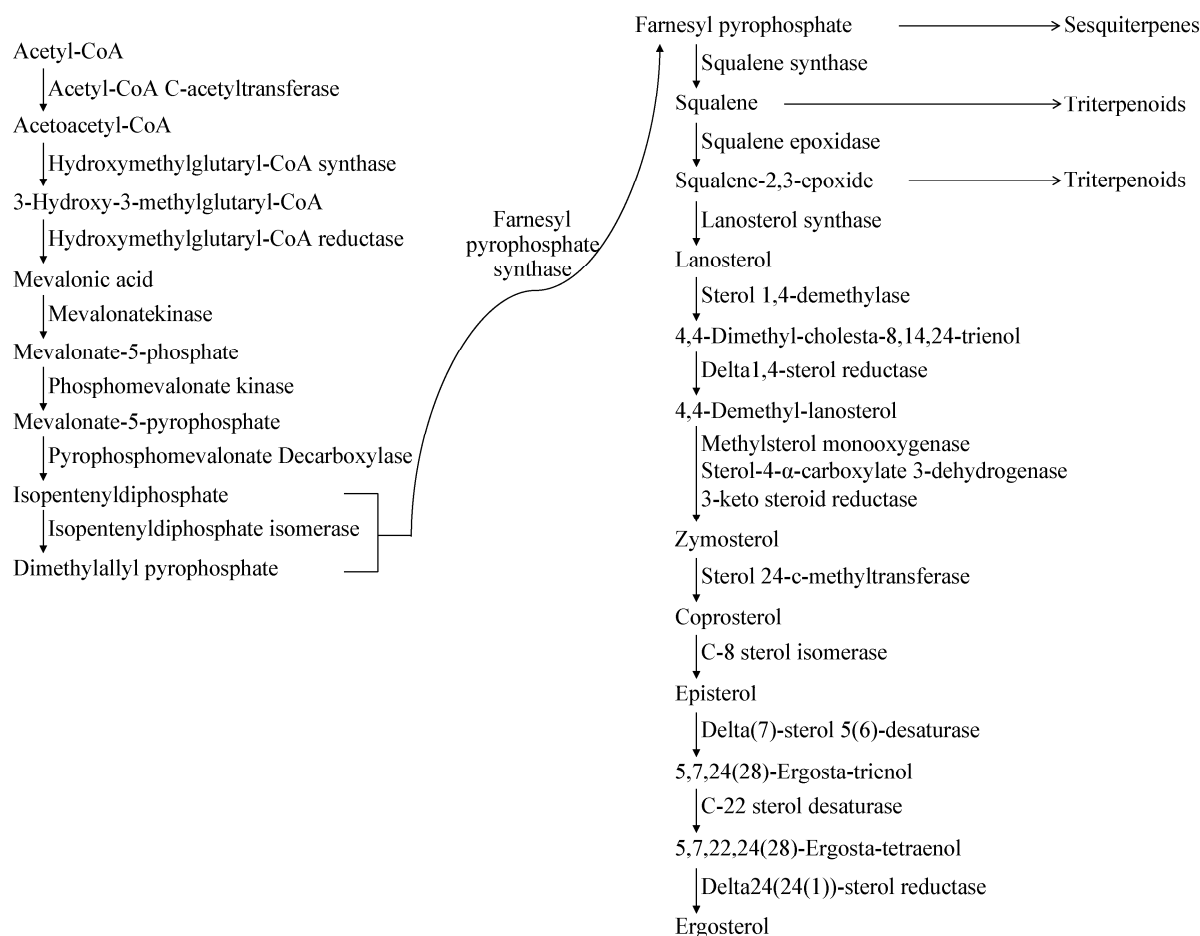 Acetyl-CoA
Acetyl-CoA C-acetyltransferase
Acetoacetyl-CoA
Hydroxymethylglutaryl-CoA synthase
3-Hydroxy-3-methylglutaryl-CoA
Hydroxymethylglutaryl-CoA reductase
Mevalonic acid
Mevalonatekinase
Mevalonate-5-phosphate
Phosphomevalonate kinase
Mevalonate-5-pyrophosphate
Pyrophosphomevalonate Decarboxylase
Isopentenyldiphosphate
Isopentenyldiphosphate isomerase
Dimethylallyl pyrophosphate
Farnesyl
pyrophosphate
synthase
Farnesyl pyrophosphate
Sesquiterpenes
Squalene synthase
Squalene
Triterpenoids
Squalene epoxidase
Squalene-2,3-epoxide
Triterpenoids
Lanosterol synthase
Lanosterol
Sterol 1,4-demethylase
4,4-Dimethyl-cholesta-8,14,24-trienol
Delta1,4-sterol reductase
4,4-Demethyl-lanosterol
Methylsterol monooxygenase
Sterol-4-α-carboxylate 3-dehydrogenase
3-keto steroid reductase
Zymosterol
Sterol 24-c-methyltransferase
Coprosterol
C-8 sterol isomerase
Episterol
Delta(7)-sterol 5(6)-desaturase
5,7,24(28)-Ergosta-trienol
C-22 sterol desaturase
5,7,22,24(28)-Ergosta-tetraenol
Delta24(24(1))-sterol reductase
Ergosterol